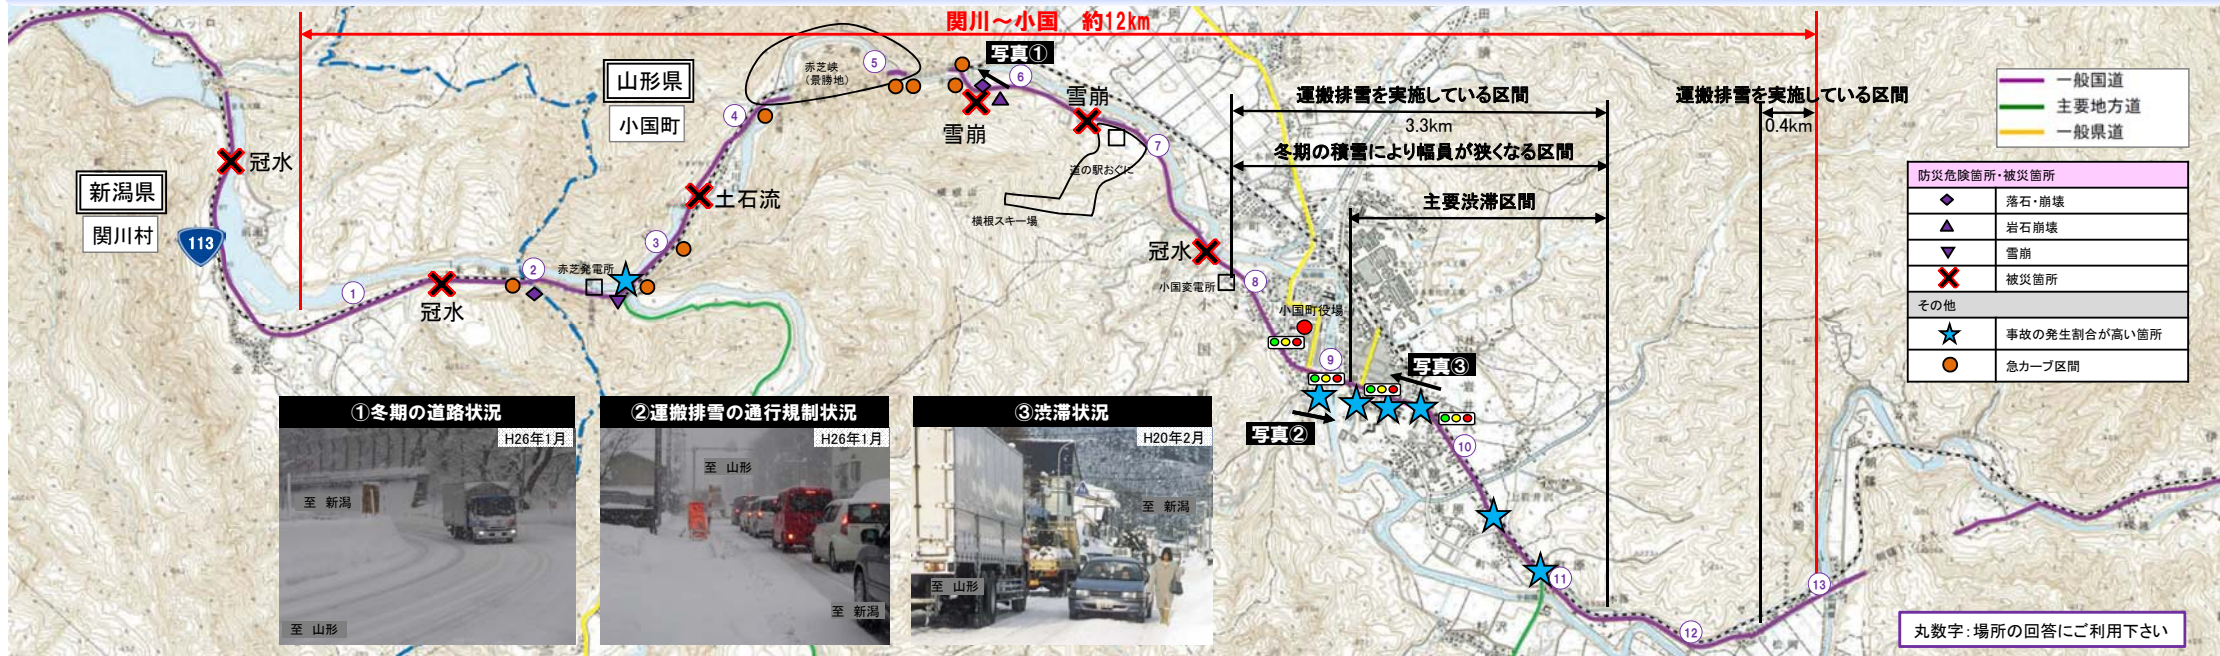 関川～小国 約12km
写真①
山形県
小国町
赤芝峡
(景勝地)
新潟県
関川村
113
冠水
冠水
土石流
雪崩
雪崩
冠水
赤芝発電所
道の駅おぐに
横根スキー場
小国変電所
小国町役場
運搬排雪を実施している区間
3.3km
冬期の積雪により幅員が狭くなる区間
主要渋滞区間
運搬排雪を実施している区間
0.4km
写真②
写真③
1
2
3
4
5
6
7
8
9
10
11
12
13
一般国道
主要地方道
一般県道
防災危険箇所・被災箇所
落石・崩壊
岩石崩壊
雪崩
被災箇所
その他
事故の発生割合が高い箇所
急カーブ区間
①冬期の道路状況
H26年1月
至 新潟
至 山形
②運搬排雪の通行規制状況
H26年1月
至 山形
至 新潟
③渋滞状況
H20年2月
至 新潟
至 山形
丸数字：場所の回答にご利用下さい